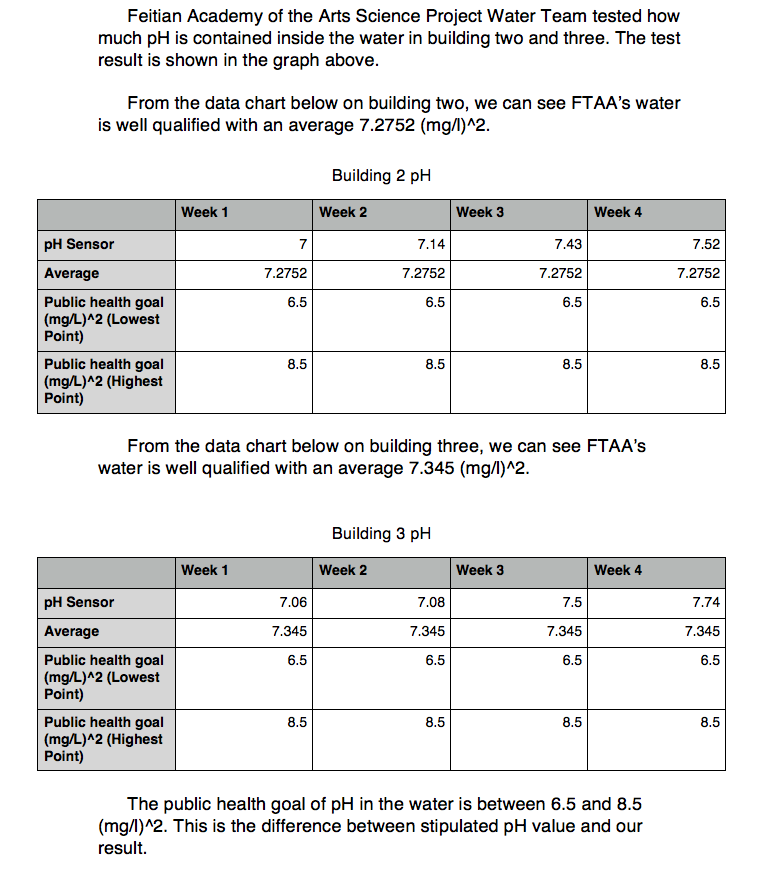 Feitian Academy of the Arts Science Project Water Team tested how
much pH is contained inside the water in building two and three. The test
result is shown in the graph above.
From the data chart below on building two, we can see FTAA's water
is well qualified with an average 7.2752 (mg/l)^2.
Building 2 pH
Week 1 Week 2 Week 3 Week 4
pH Sensor 7 7.14 7.43 7.52
Average 7.2752 7.2752 7.2752 7.2752
Public health goal 6.5 6.5 6.5 6.5
(mg/L)^2 (Lowest
Point)
Public health goal 8.5 8.5 8.5 8.5
(mg/L)^2 (Highest
Point)
From the data chart below on building three, we can see FTAA's
water is well qualified with an average 7.345 (mg/l)^2.
Building 3 pH
Week 1 Week 2 Week 3 Week 4
pH Sensor 7.06 7.08 7.5 7.74
Average 7.345 7.345 7.345 7.345
Public health goal 6.5 6.5 6.5 6.5
(mg/L)^2 (Lowest
Point)
Public health goal 8.5 8.5 8.5 8.5
(mg/L)^2 (Highest
Point)
The public health goal of pH in the water is between 6.5 and 8.5
(mg/l)^2. This is the difference between stipulated pH value and our
result.